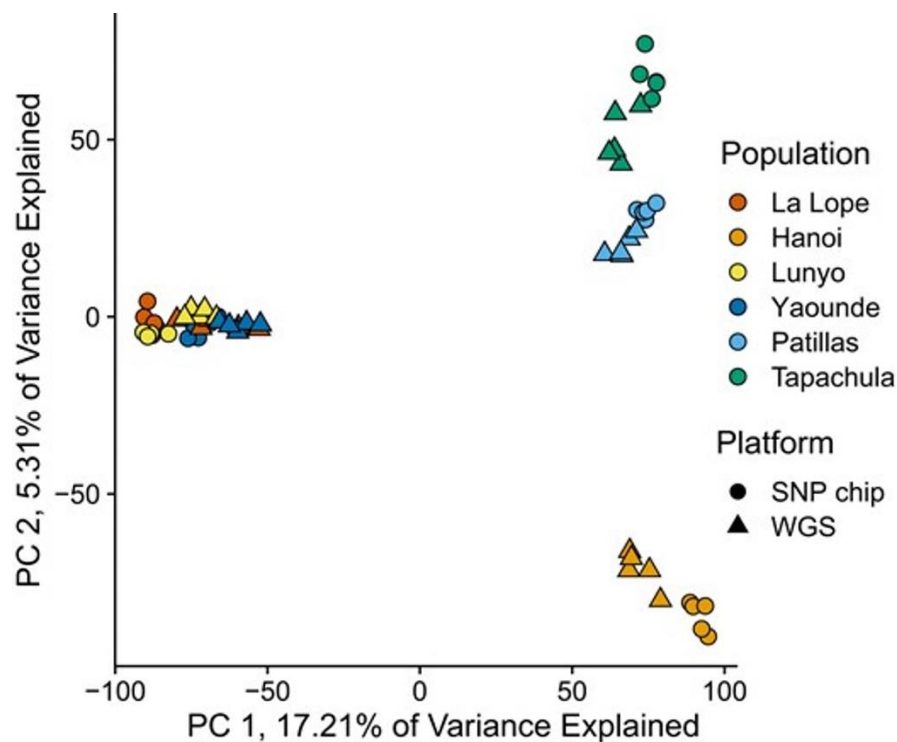 PC 2, 5.31% of Variance Explained
50
0
−50
−100
−50
0
50
100
PC 1, 17.21% of Variance Explained
Population
La Lope
Hanoi
Lunyo
Yaounde
Patillas
Tapachula
Platform
SNP chip
WGS